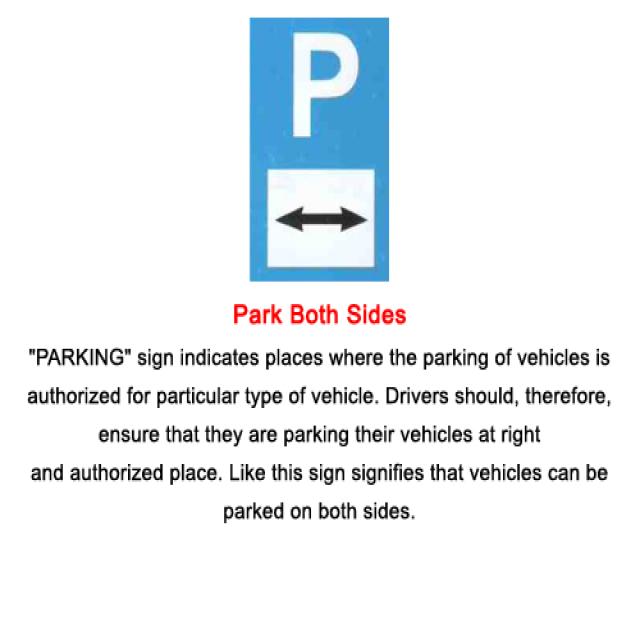 P
Park Both Sides
"PARKING" sign indicates places where the parking of vehicles is
authorized for particular type of vehicle. Drivers should, therefore,
ensure that they are parking their vehicles at right
and authorized place. Like this sign signifies that vehicles can be
parked on both sides.